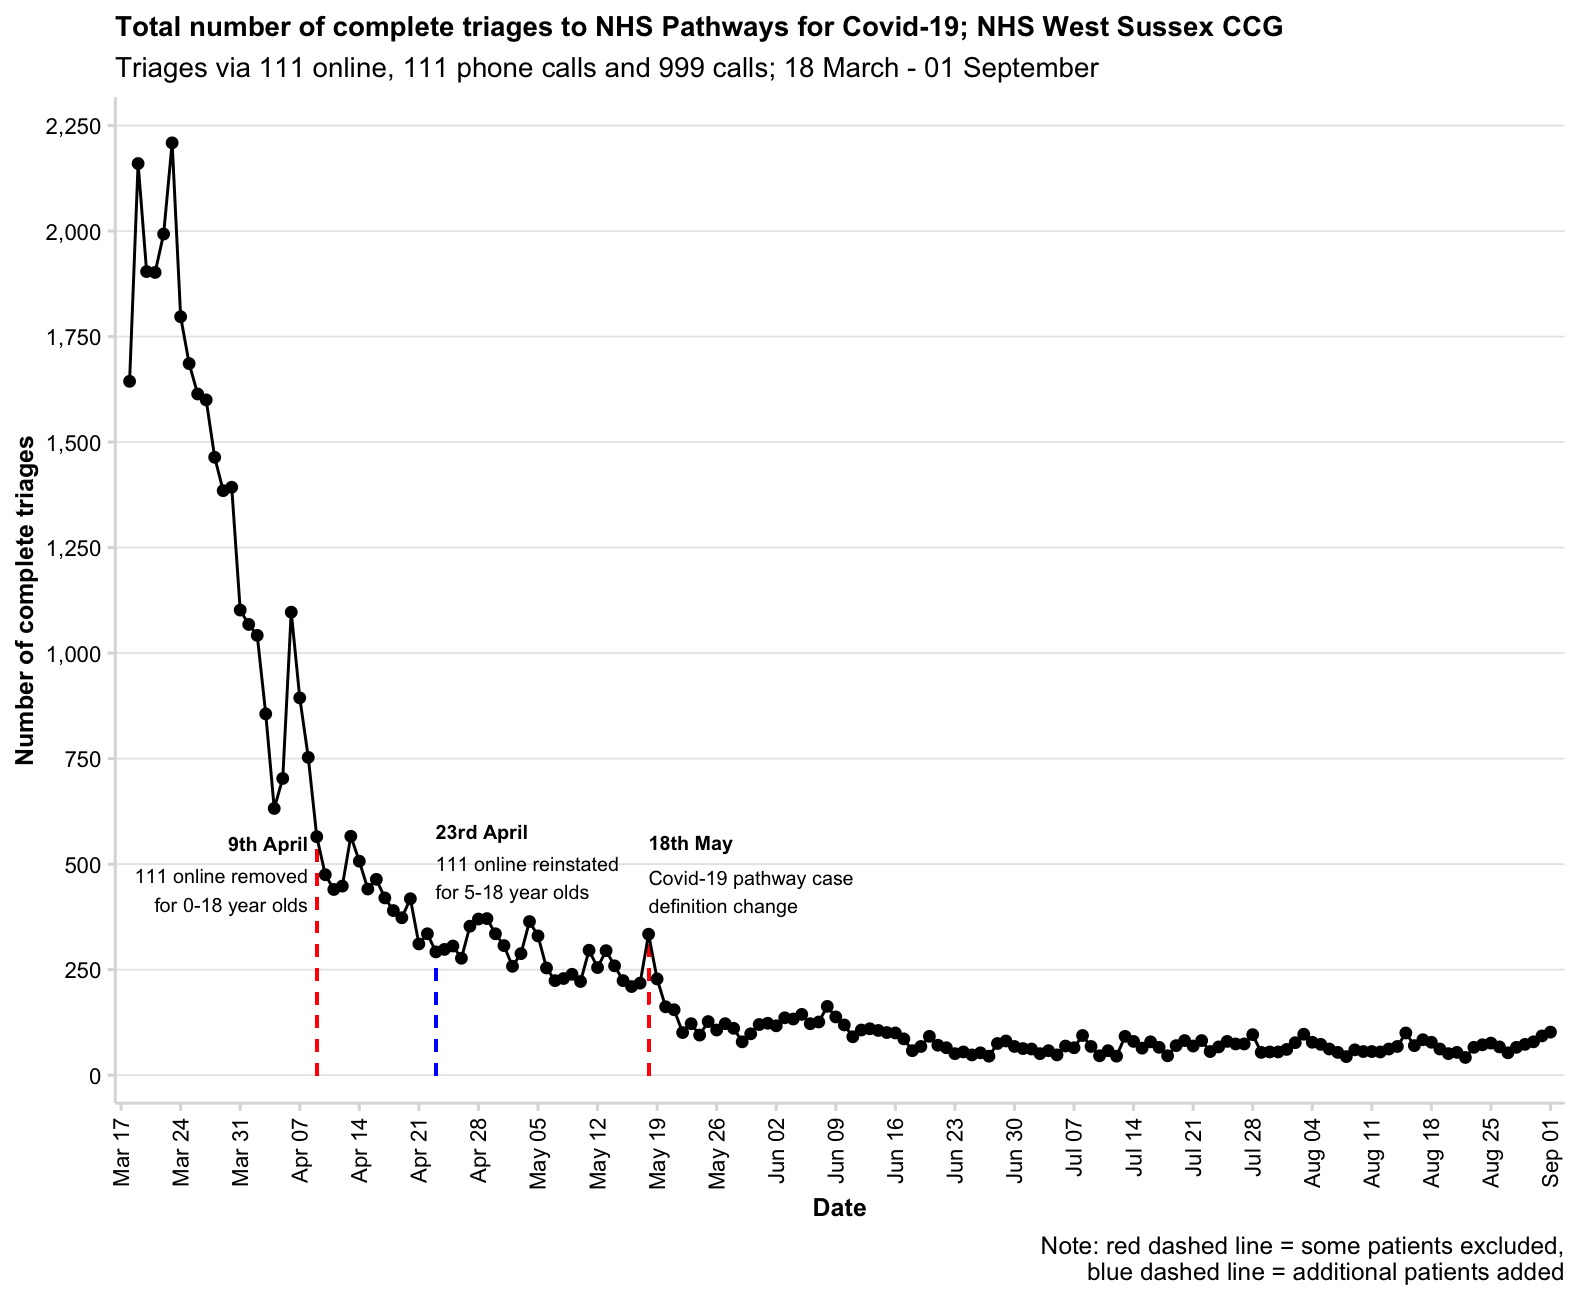 Total number of complete triages to NHS Pathways for Covid-19; NHS West Sussex CCG
Triages via 111 online, 111 phone calls and 999 calls; 18 March - 01 September
Number of complete triages
2,250
2,000
1,750
1,500
1,250
1,000
750
500
250
0
9th April
111 online removed
for 0-18 year olds
23rd April
111 online reinstated
for 5-18 year olds
18th May
Covid-19 pathway case
definition change
Mar 17
Mar 24
Mar 31
Apr 07
Apr 14
Apr 21
Apr 28
May 05
May 12
May 19
May 26
Jun 02
Jun 09
Jun 16
Jun 23
Jun 30
Jul 07
Jul 14
Jul 21
Jul 28
Aug 04
Aug 11
Aug 18
Aug 25
Sep 01
Date
Note: red dashed line = some patients excluded,
blue dashed line = additional patients added